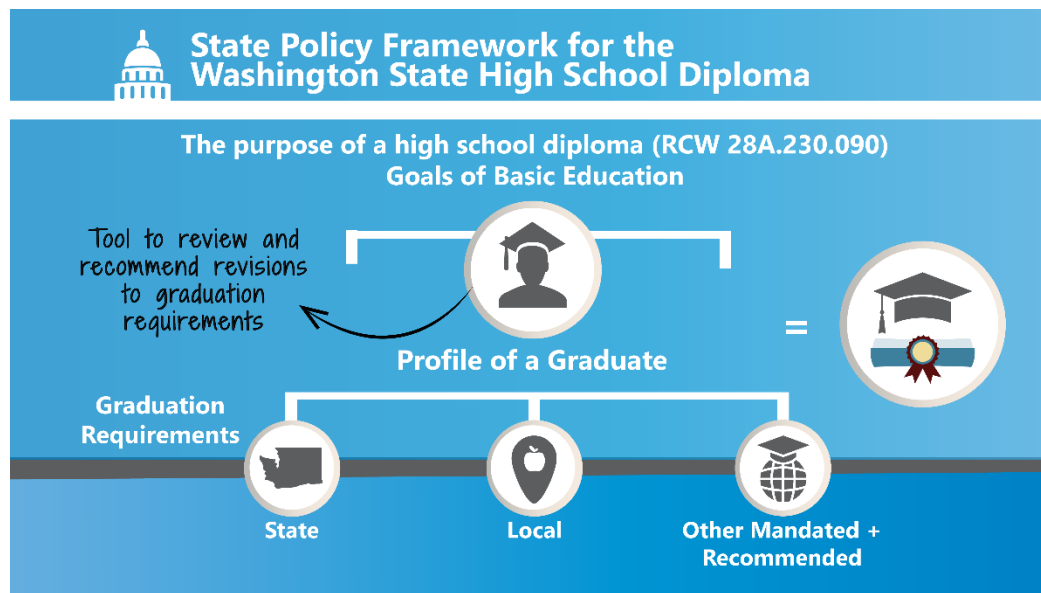 State Policy Framework for the
Washington State High School Diploma
The purpose of a high school diploma (RCW 28A.230.090)
Goals of Basic Education
Tool to review and
recommend revisions
to graduation
requirements
=
Profile of a Graduate
Graduation
Requirements
State
Local
Other Mandated +
Recommended